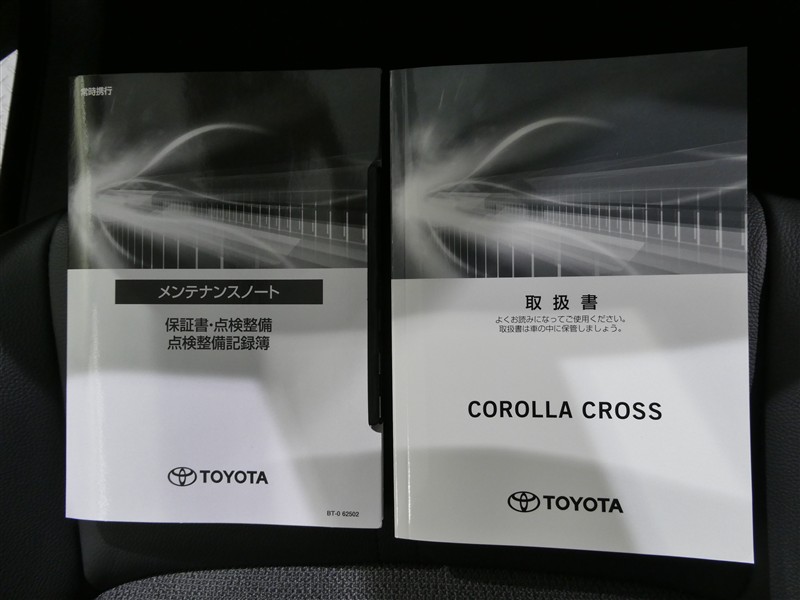 常時携行
メンテナンスノート
保証書・点検整備
点検整備記録簿
TOYOTA
BT-0 62502
取扱書
よくお読みになってご使用ください。
取扱書は車の中に保管しましょう。
COROLLA CROSS
TOYOTA